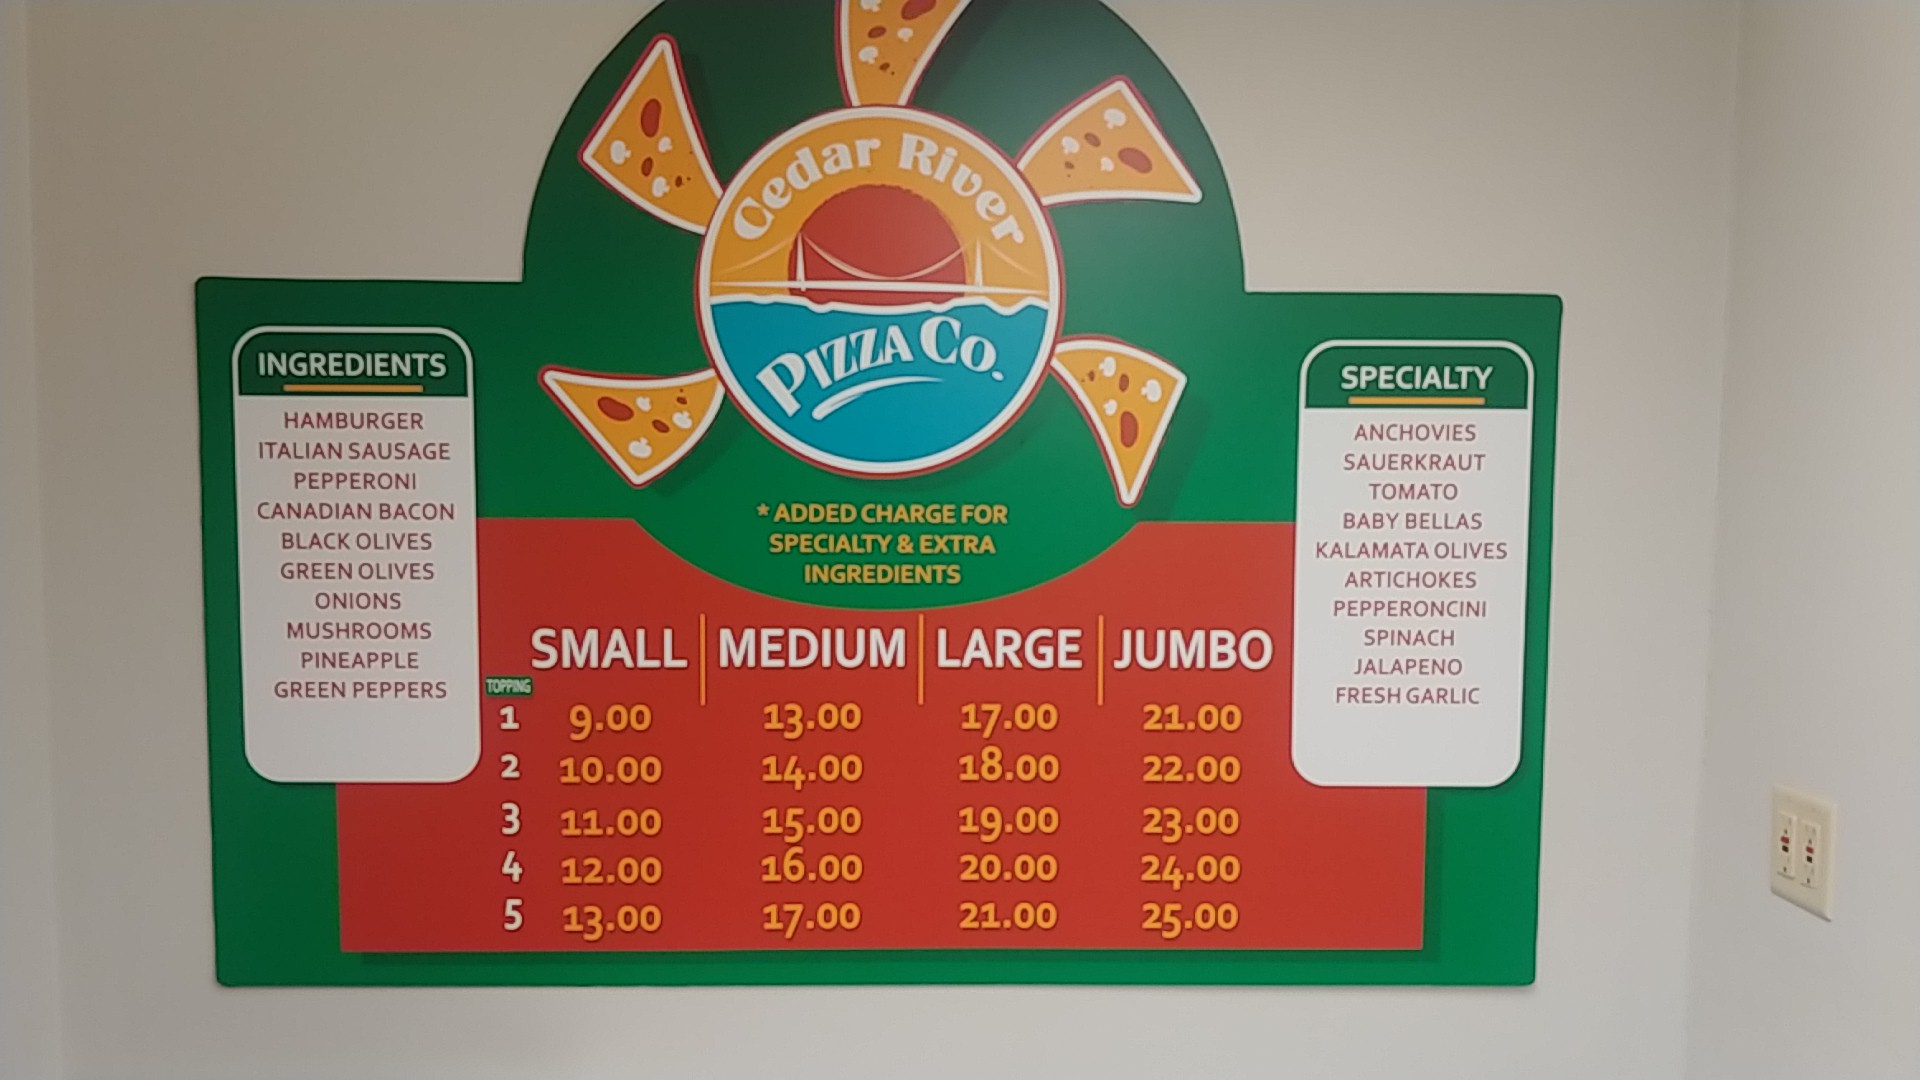 Cedar River
Pizza Co.
INGREDIENTS
HAMBURGER
ITALIAN SAUSAGE
PEPPERONI
CANADIAN BACON
BLACK OLIVES
GREEN OLIVES
ONIONS
MUSHROOMS
PINEAPPLE
GREEN PEPPERS
SPECIALTY
ANCHOVIES
SAUERKRAUT
TOMATO
BABY BELLAS
KALAMATA OLIVES
ARTICHOKES
PEPPERONCINI
SPINACH
JALAPENO
FRESH GARLIC
* ADDED CHARGE FOR
SPECIALTY & EXTRA
INGREDIENTS
SMALL MEDIUM LARGE JUMBO
TOPPING
1 9.00 13.00 17.00 21.00
2 10.00 14.00 18.00 22.00
3 11.00 15.00 19.00 23.00
4 12.00 16.00 20.00 24.00
5 13.00 17.00 21.00 25.00